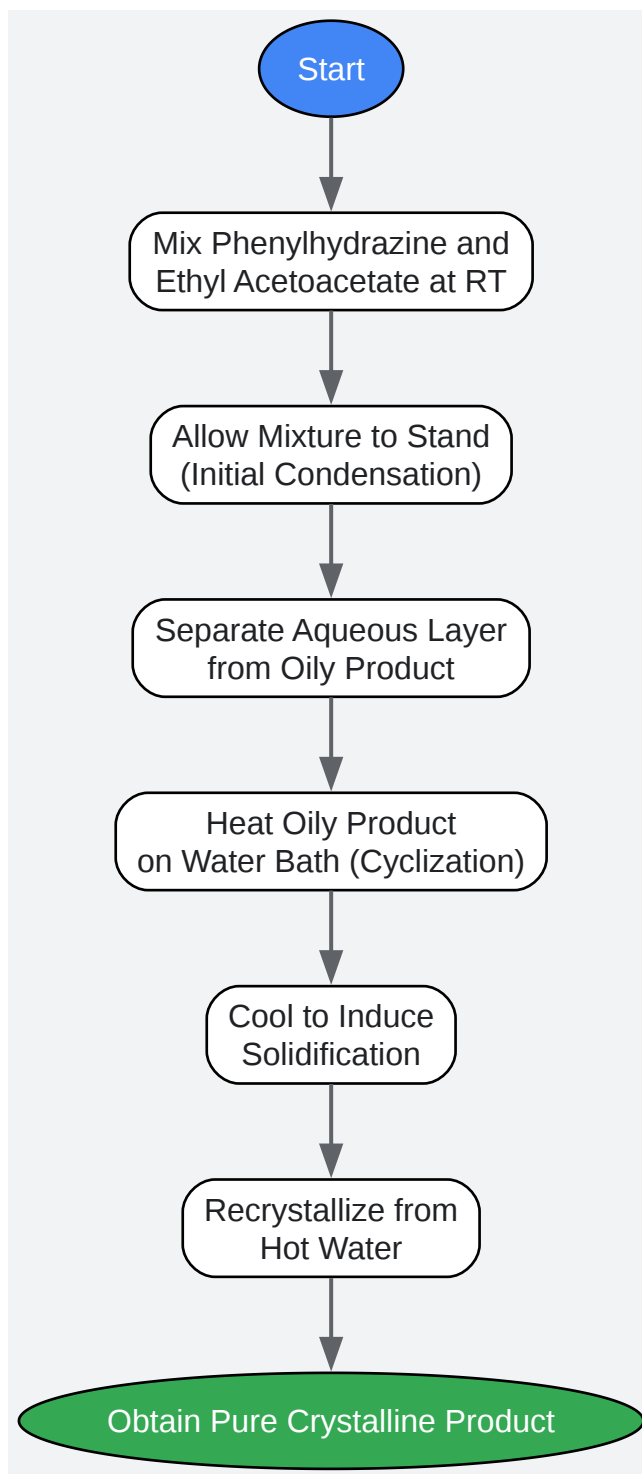 Start
Mix Phenylhydrazine and
Ethyl Acetoacetate at RT
Allow Mixture to Stand
(Initial Condensation)
Separate Aqueous Layer
from Oily Product
Heat Oily Product
on Water Bath (Cyclization)
Cool to Induce
Solidification
Recrystallize from
Hot Water
Obtain Pure Crystalline Product